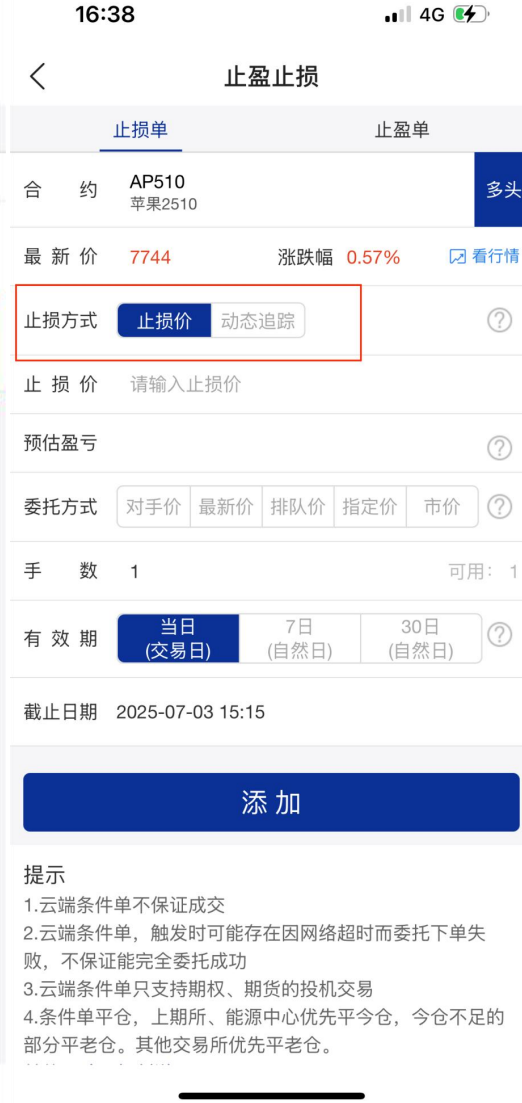 16:38 4G
止盈止损
止损单 止盈单
合约 AP510 多头
苹果2510
最新价 7744 涨跌幅 0.57% 看行情
止损方式 止损价 动态追踪 ?
止损价 请输入止损价
预估盈亏 ?
委托方式 对手价 最新价 排队价 指定价 市价 ?
手数 1 可用: 1
有效期 当日 7日 30日 ?
(交易日) (自然日) (自然日)
截止日期 2025-07-03 15:15
添加
提示
1.云端条件单不保证成交
2.云端条件单，触发时可能存在因网络超时而委托下单失
败，不保证能完全委托成功
3.云端条件单只支持期权、期货的投机交易
4.条件单平仓，上期所、能源中心优先平今仓，今仓不足的
部分平老仓。其他交易所优先平老仓。